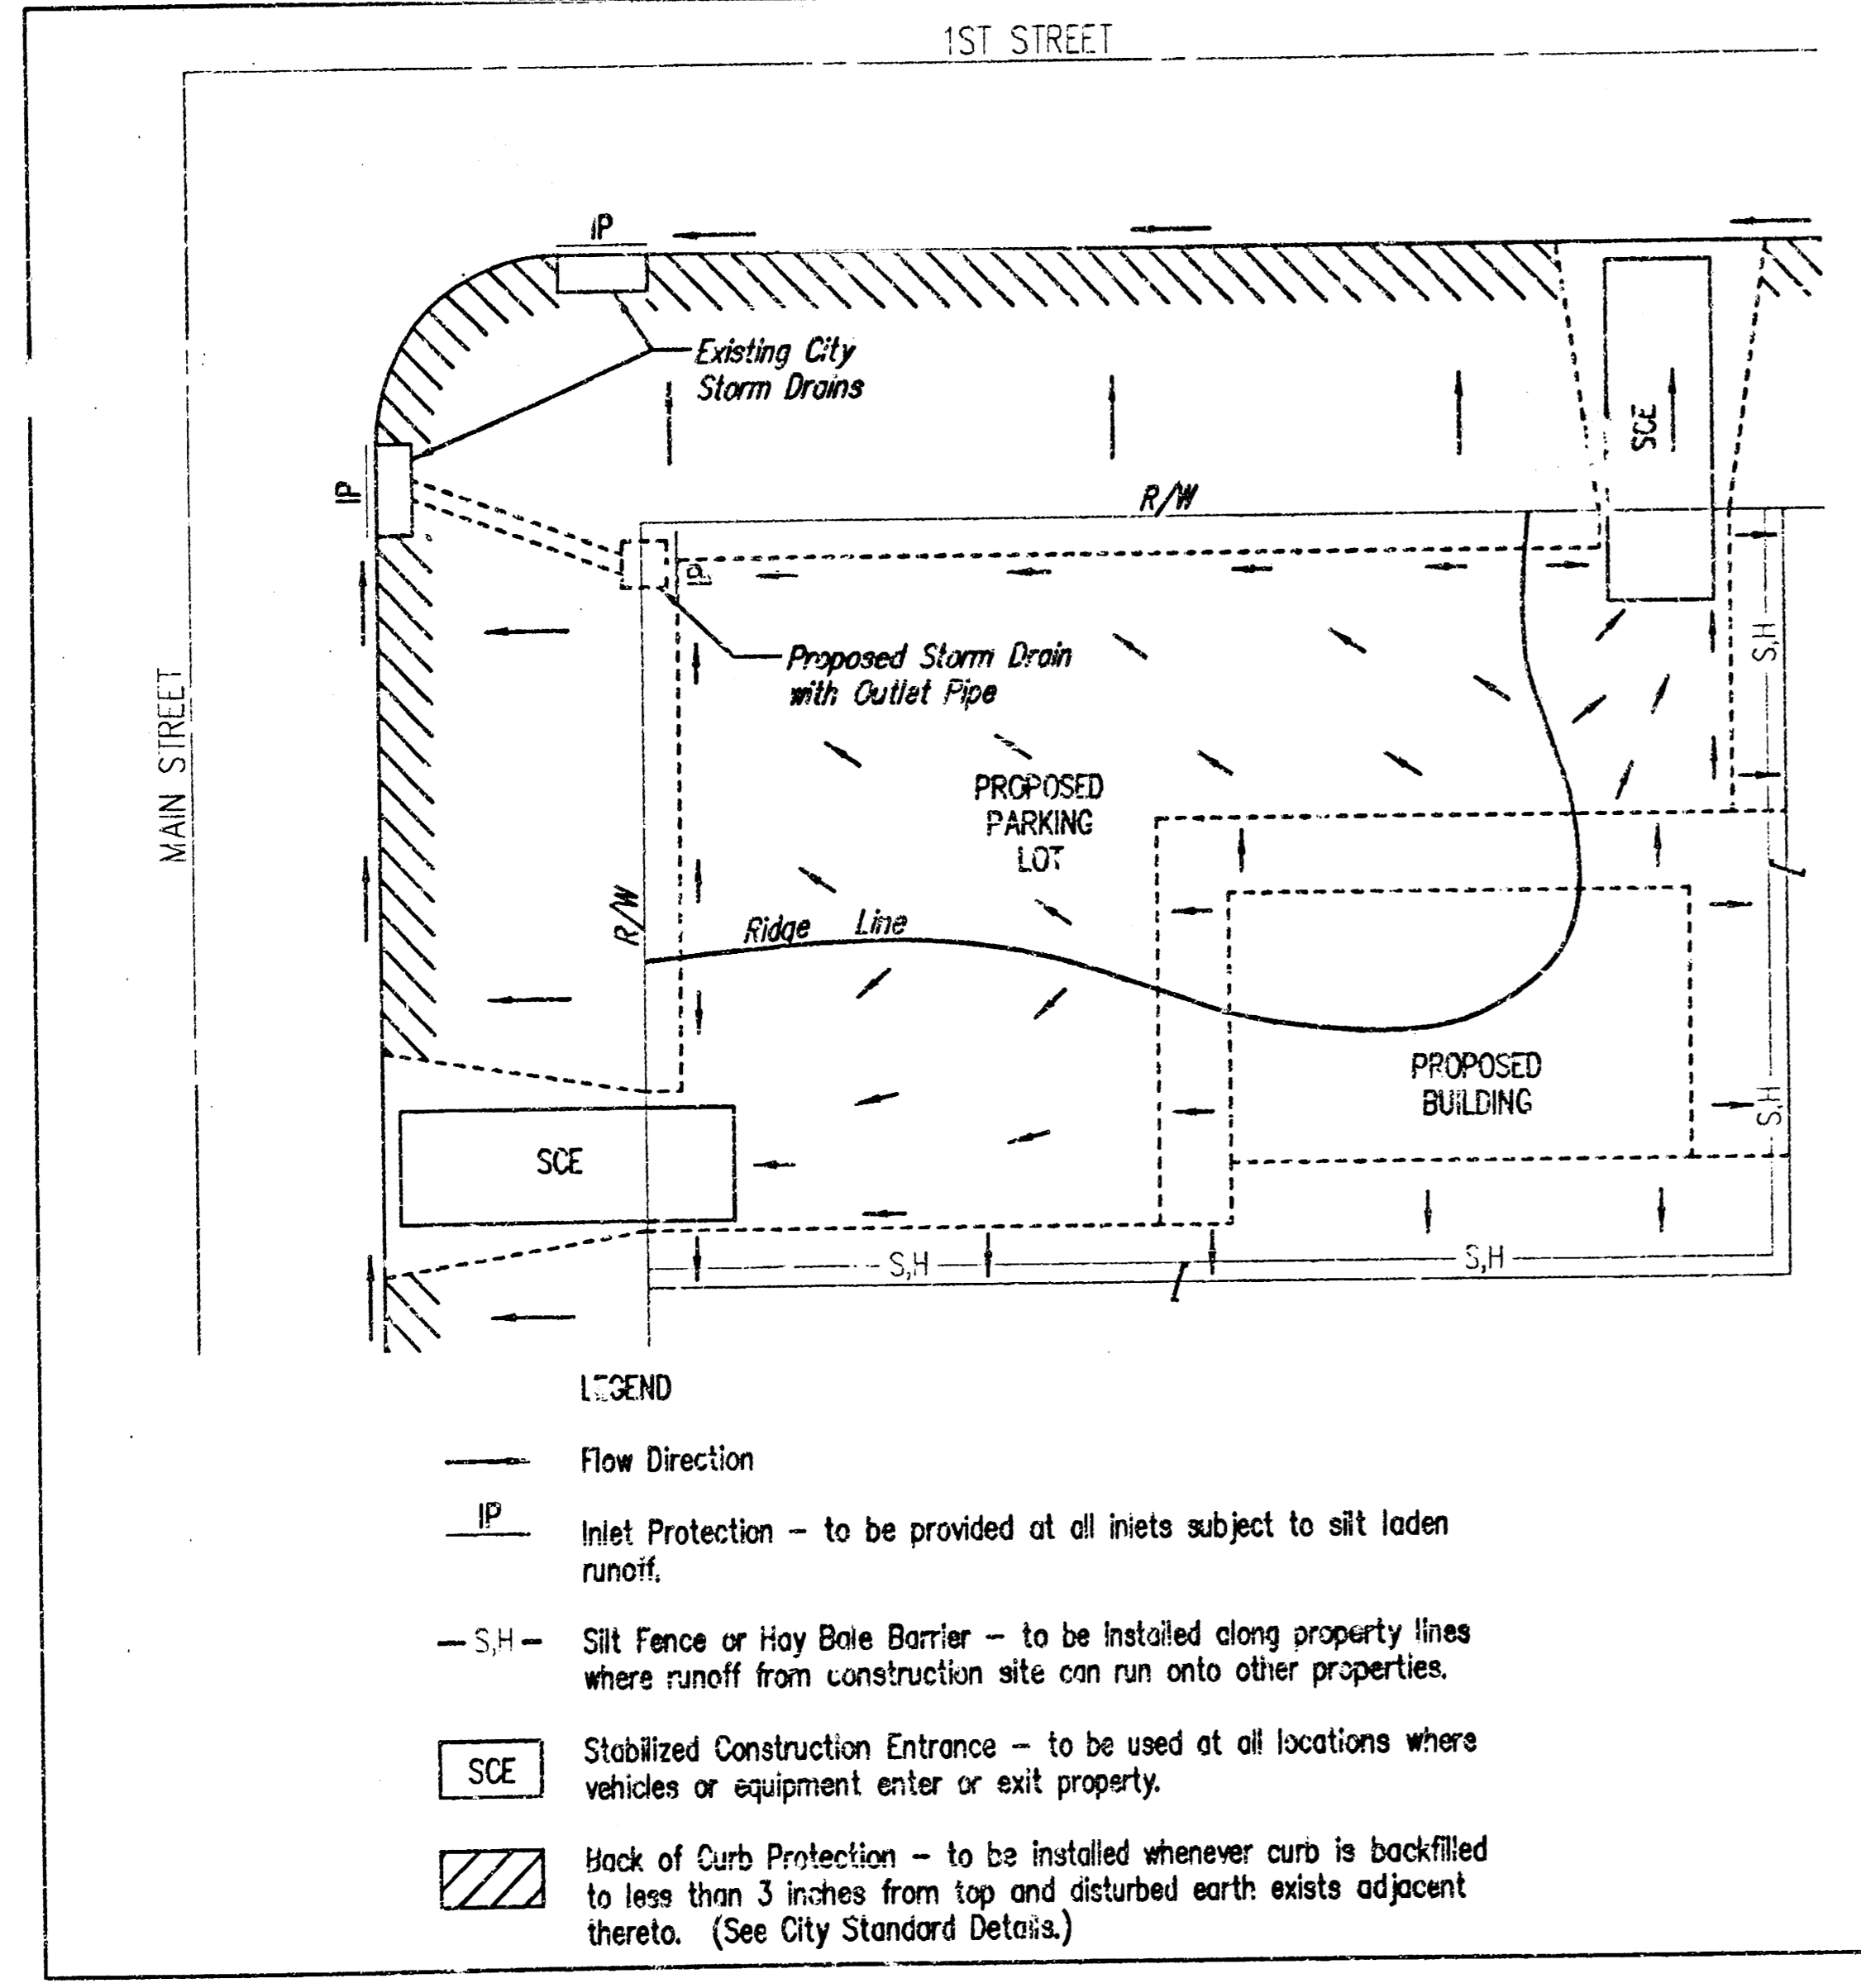 1ST STREET
IP
Existing City
Storm Drains
SCE
IP
R/W
IP
S,H
Proposed Storm Drain
with Outlet Pipe
MAIN STREET
PROPOSED
PARKING
LOT
R/W
Ridge Line
PROPOSED
BUILDING
S,H
SCE
S,H
S,H
LEGEND
Flow Direction
IP
Inlet Protection – to be provided at all inlets subject to silt laden
runoff.
S,H
Silt Fence or Hay Bale Barrier – to be installed along property lines
where runoff from construction site can run onto other properties.
SCE
Stabilized Construction Entrance – to be used at all locations where
vehicles or equipment enter or exit property.
Back of Curb Protection – to be installed whenever curb is backfilled
to less than 3 inches from top and disturbed earth exists adjacent
thereto. (See City Standard Details.)